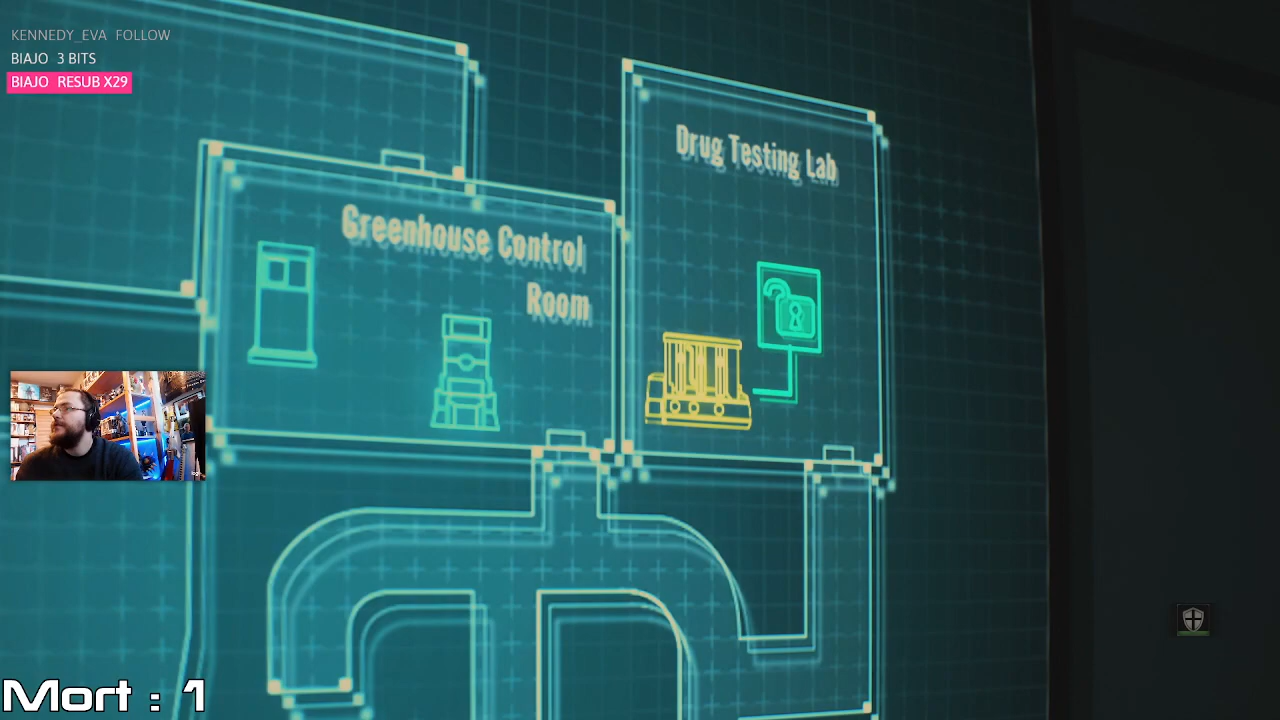 KENNEDY_EVA FOLLOW
BIAJO 3 BITS
BIAJO RESUB X29
Drug Testing Lab
Greenhouse Control
Room
Mort : 1